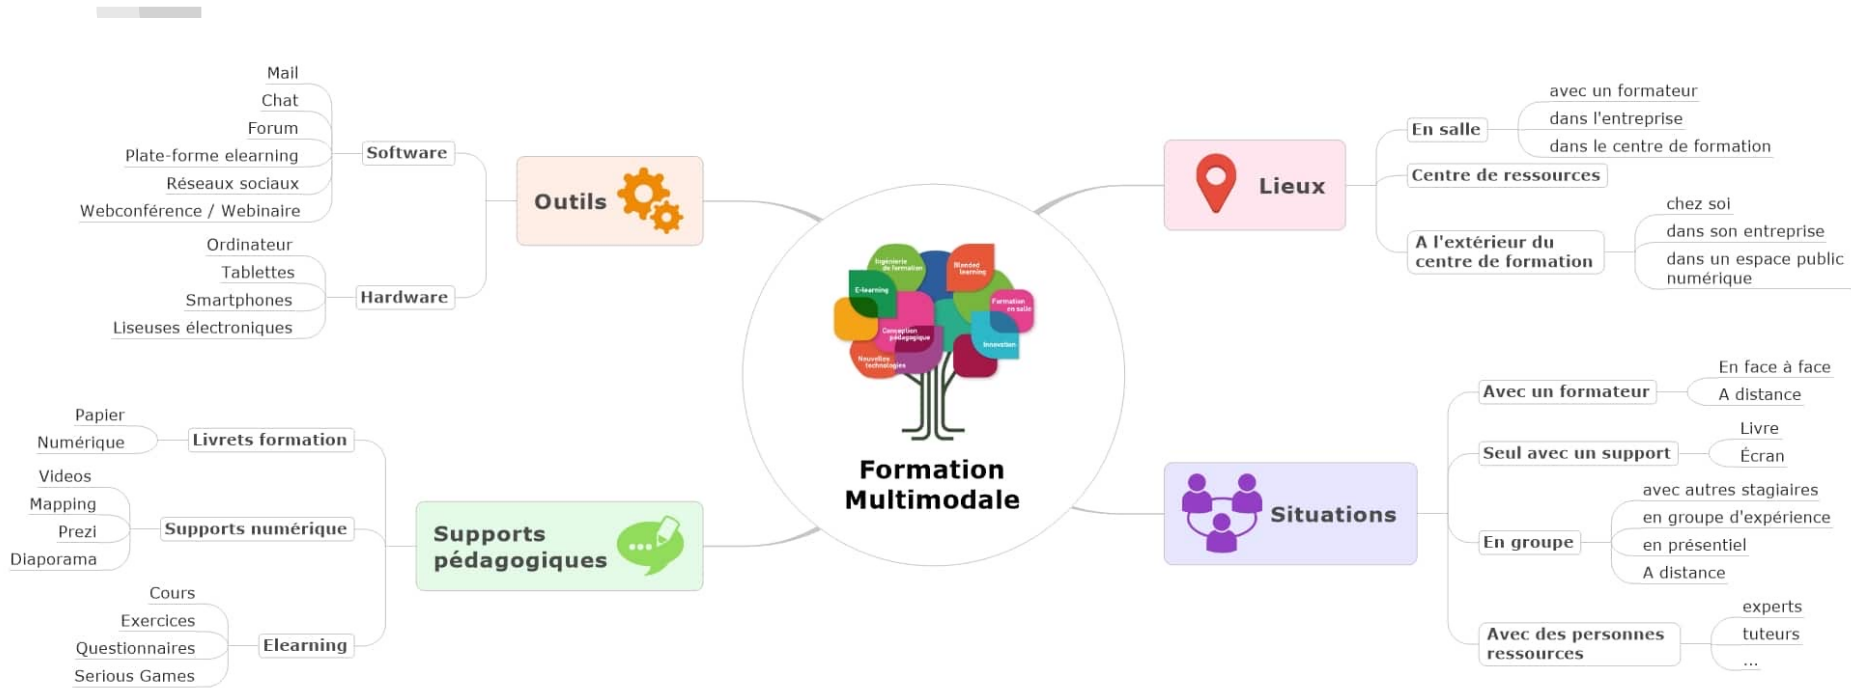 Mail
Chat
Forum
Plate-forme elearning
Réseaux sociaux
Webconférence / Webinaire
Software
Ordinateur
Tablettes
Smartphones
Liseuses électroniques
Hardware
Outils
Papier
Numérique
Livrets formation
Videos
Mapping
Prezi
Diaporama
Supports numérique
Cours
Exercices
Questionnaires
Serious Games
Elearning
Supports
pédagogiques
Ingénierie
de formation
Blended
learning
E-learning
Formation
en salle
Conception
pédagogique
Innovation
Nouvelles
technologies
Formation
Multimodale
Lieux
En salle
avec un formateur
dans l'entreprise
dans le centre de formation
Centre de ressources
A l'extérieur du
centre de formation
chez soi
dans son entreprise
dans un espace public
numérique
Situations
Avec un formateur
En face à face
A distance
Seul avec un support
Livre
Écran
En groupe
avec autres stagiaires
en groupe d'expérience
en présentiel
A distance
Avec des personnes
ressources
experts
tuteurs
...